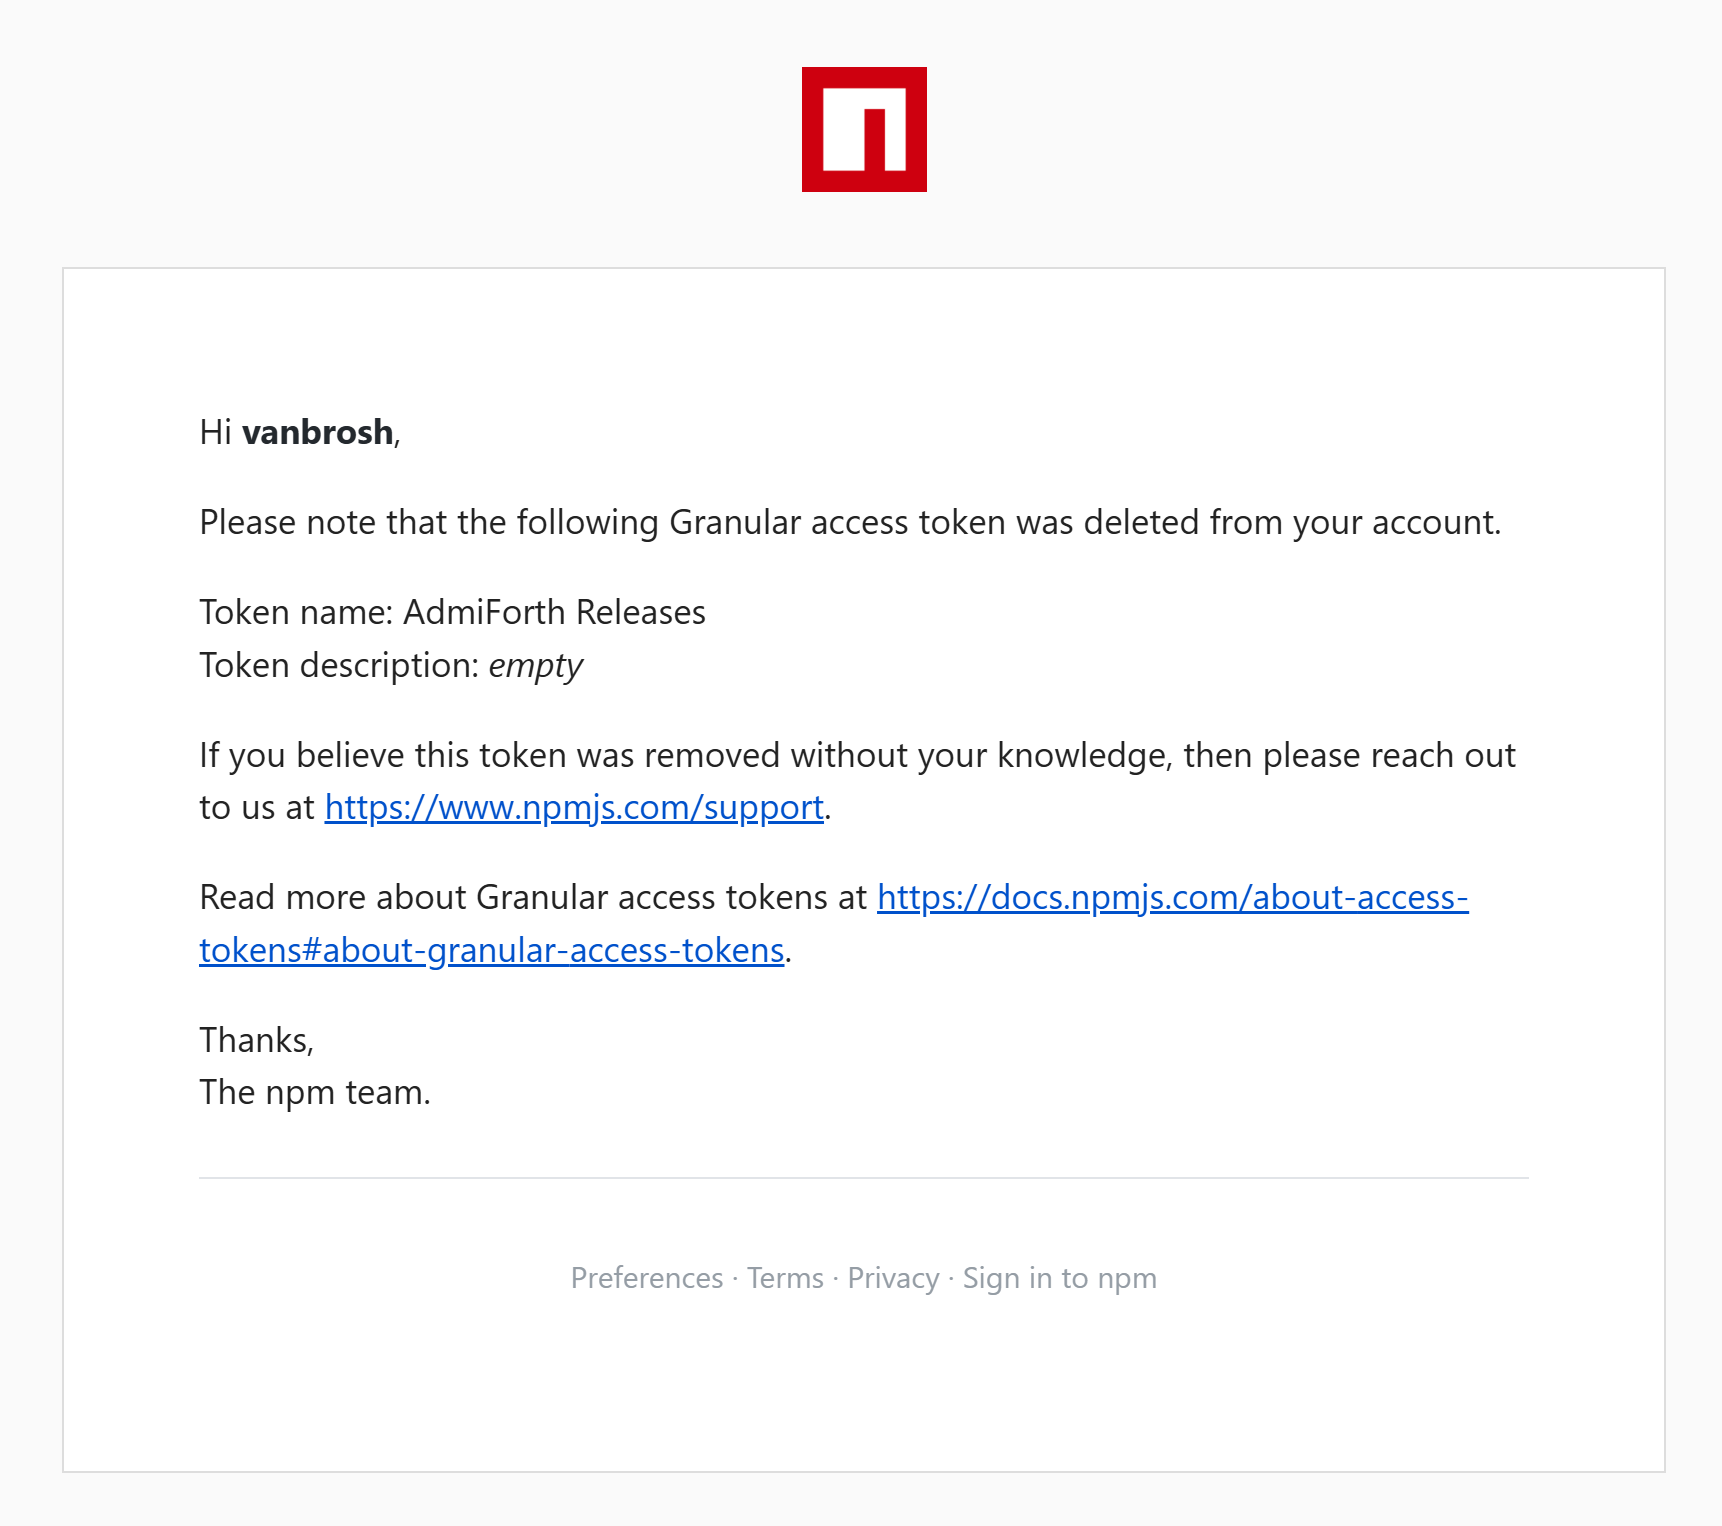 Hi vanbrosh,
Please note that the following Granular access token was deleted from your account.
Token name: AdmiForth Releases
Token description: empty
If you believe this token was removed without your knowledge, then please reach out
to us at https://www.npmjs.com/support.
Read more about Granular access tokens at https://docs.npmjs.com/about-access-
tokens#about-granular-access-tokens.
Thanks,
The npm team.
Preferences · Terms · Privacy · Sign in to npm